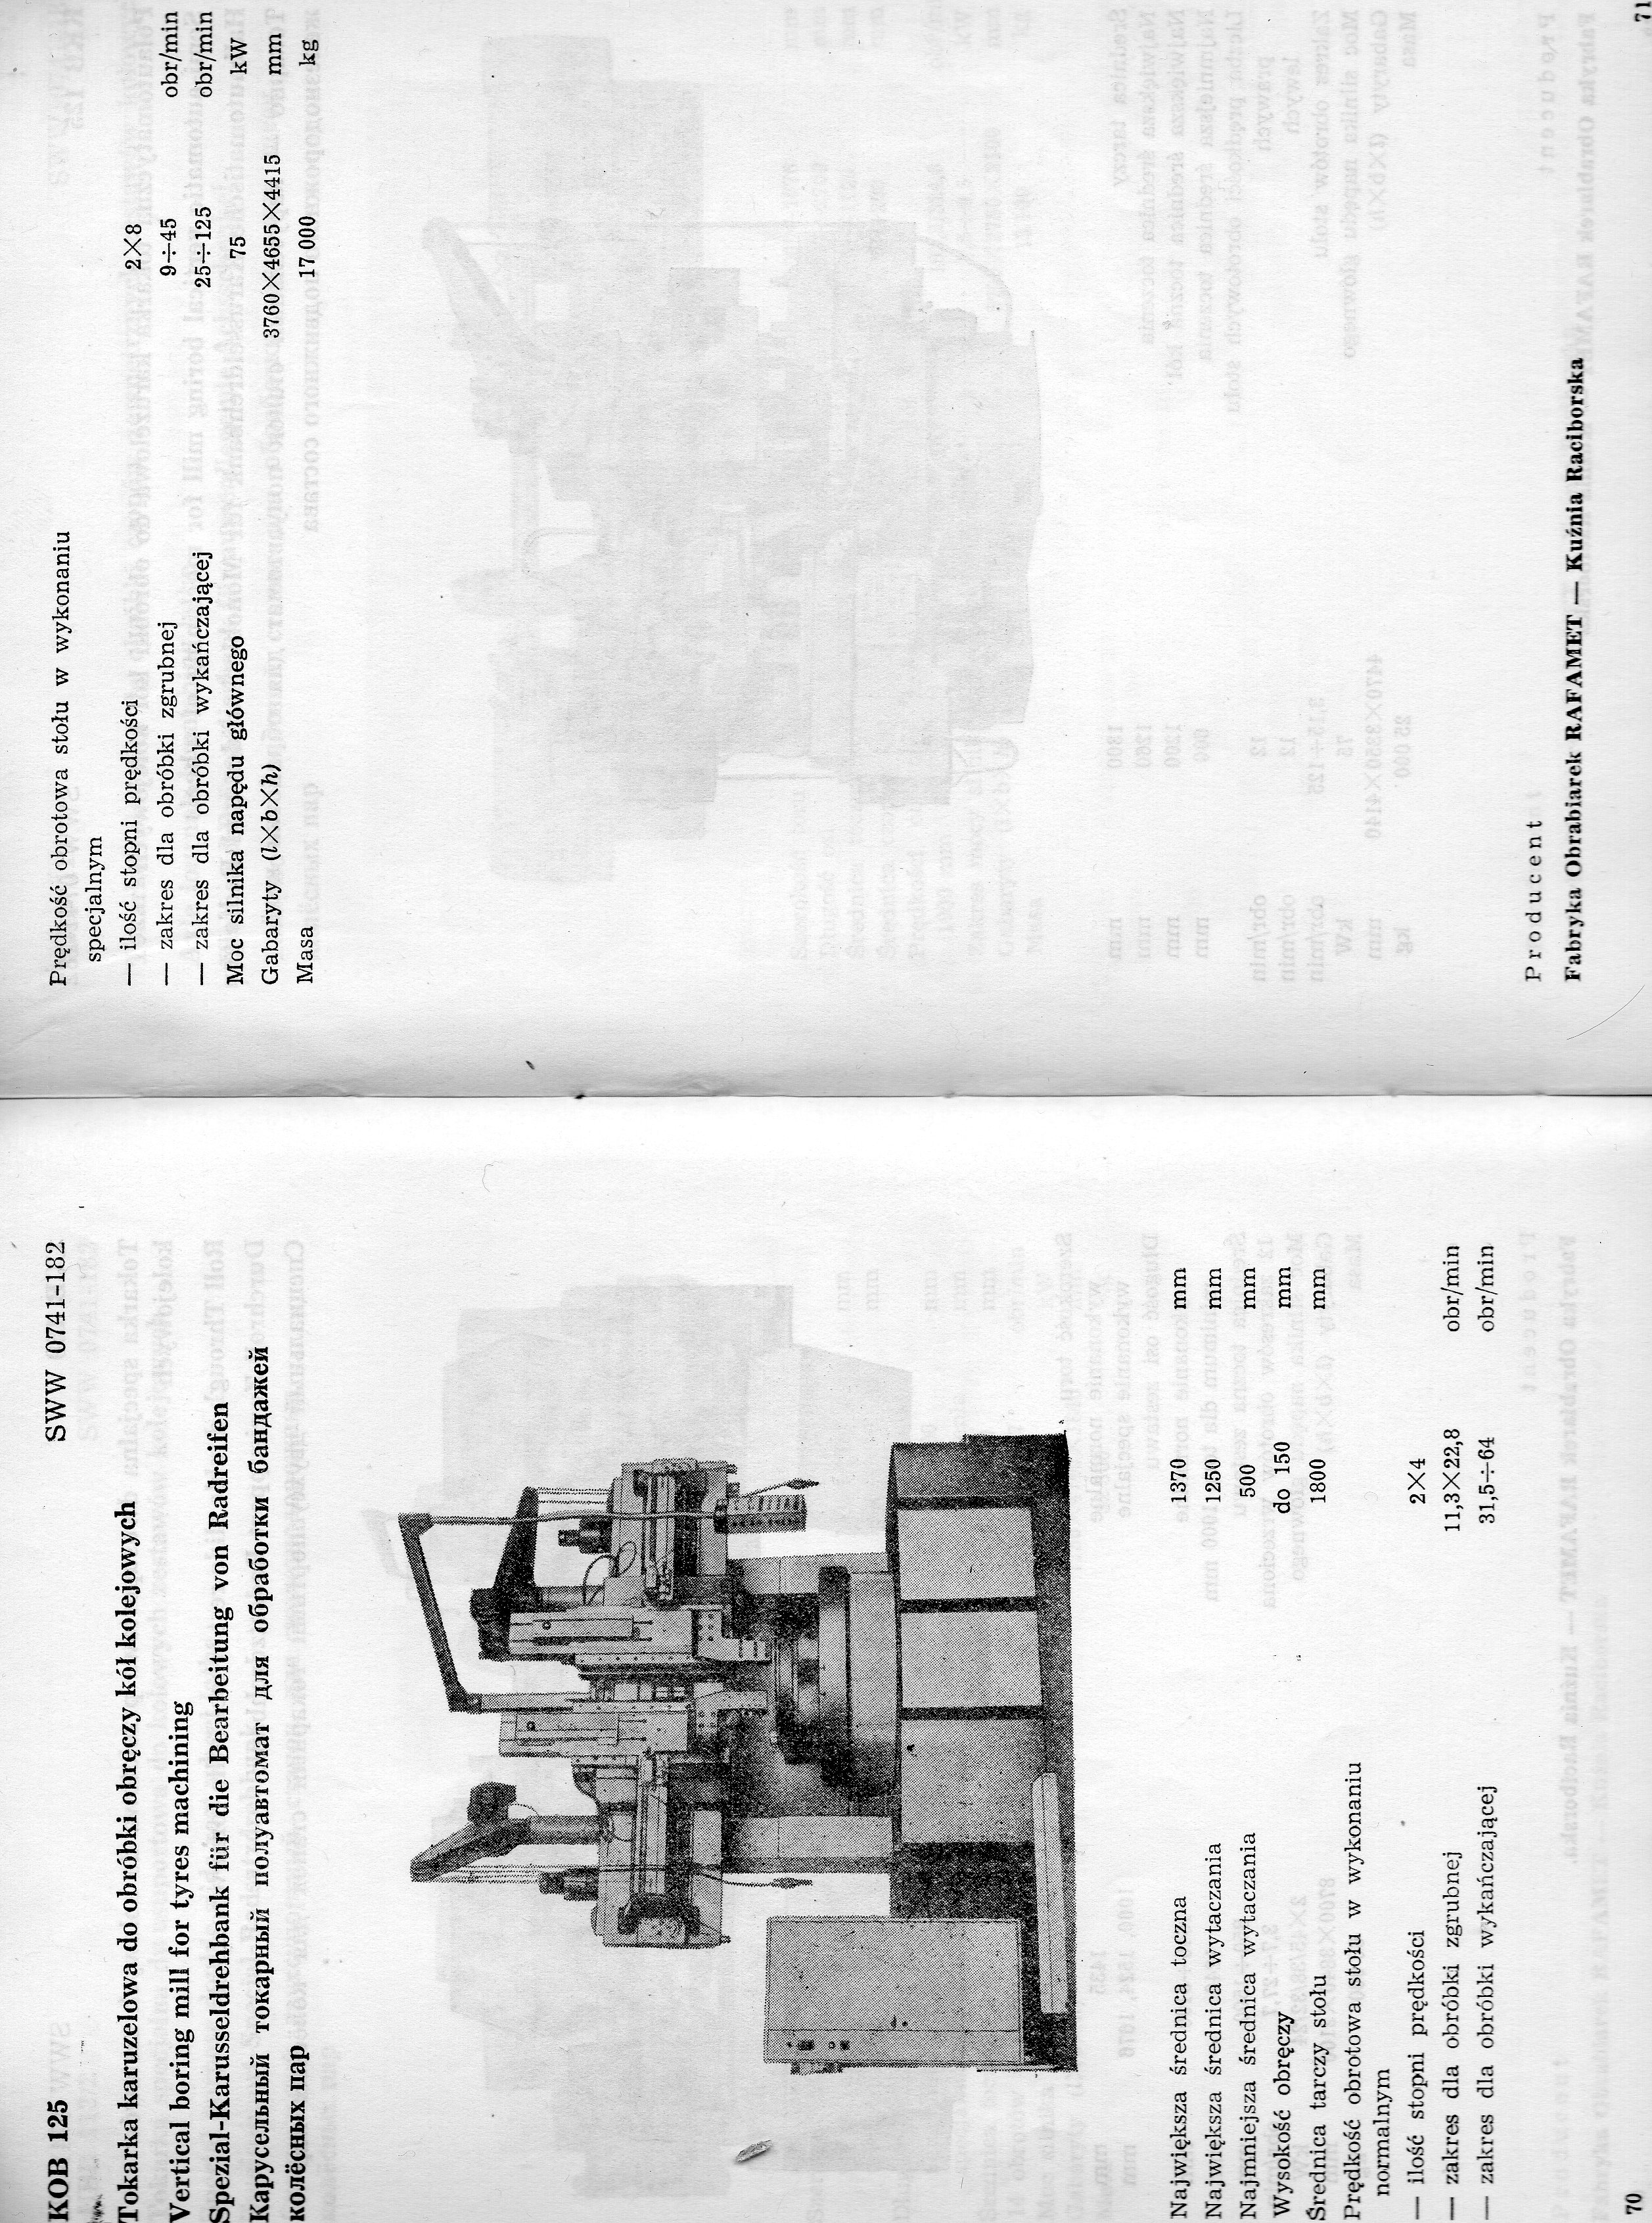 KOB 125 SWW 0741-182
Tokarka karuzelowa do obróbki obręczy kół kolejowych
Vertical boring mill for tyres machining
Spezial-Karusseldrehbank für die Bearbeitung von Radreifen
Карусельный токарный полуавтомат для обработки бандажей
колёсных пар
Największa średnica toczna 1370 mm
Największa średnica wytaczania 1250 mm
Najmniejsza średnica wytaczania 500 mm
Wysokość obręczy do 150 mm
Średnica tarczy stołu 1800 mm
Prędkość obrotowa stołu w wykonaniu
normalnym
— ilość stopni prędkości 2×4
— zakres dla obróbki zgrubnej 11,3×22,8 obr/min
— zakres dla obróbki wykańczającej 31,5÷64 obr/min
70
Prędkość obrotowa stołu w wykonaniu
specjalnym
— ilość stopni prędkości 2×8
— zakres dla obróbki zgrubnej 9÷45 obr/min
— zakres dla obróbki wykańczającej 25÷125 obr/min
Moc silnika napędu głównego 75 kW
Gabaryty (l×b×h) 3760×4655×4415 mm
Masa 17 000 kg
Producent
Fabryka Obrabiarek RAFAMET — Kuźnia Raciborska
71